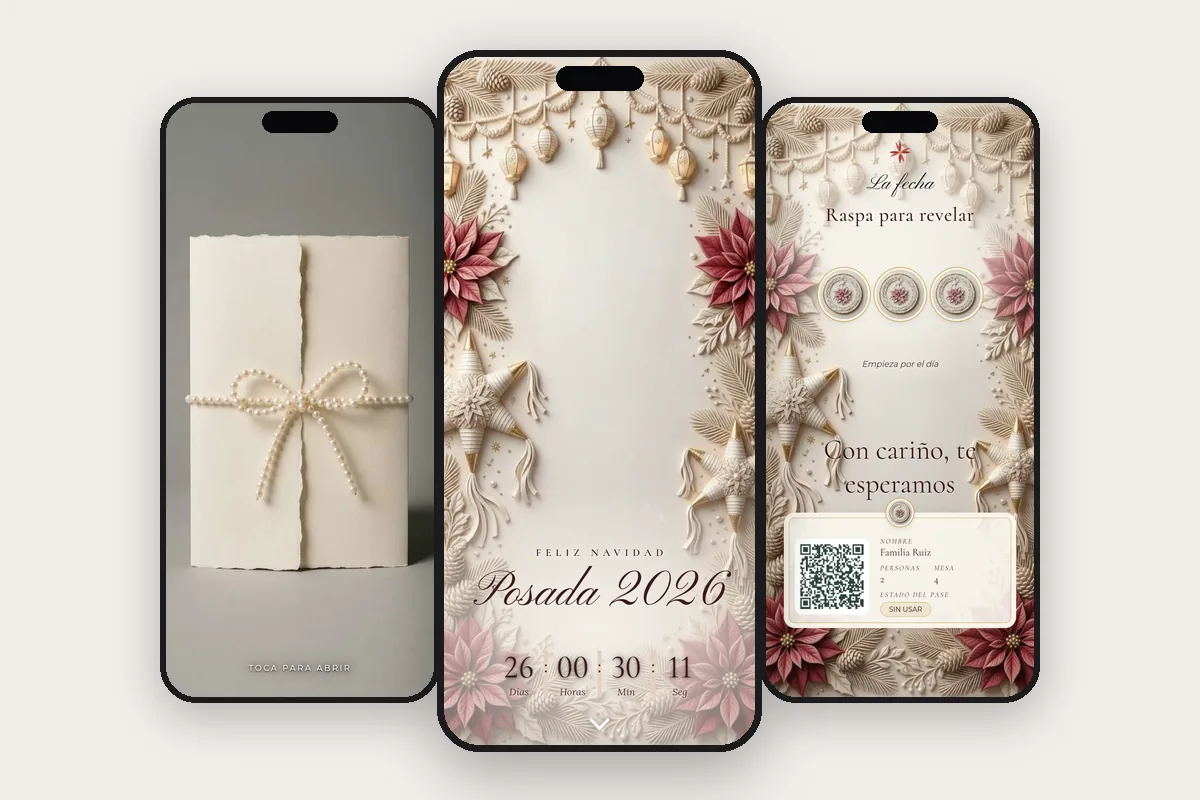 TOCA PARA ABRIR
FELIZ NAVIDAD
Posada 2026
26 : 00 : 30 : 11
Días Horas Min Seg
La fecha
Raspa para revelar
Empieza por el día
Con cariño, te
esperamos
NOMBRE
Familia Ruiz
PERSONAS MESA
2 4
ESTADO DEL PASE
SIN USAR